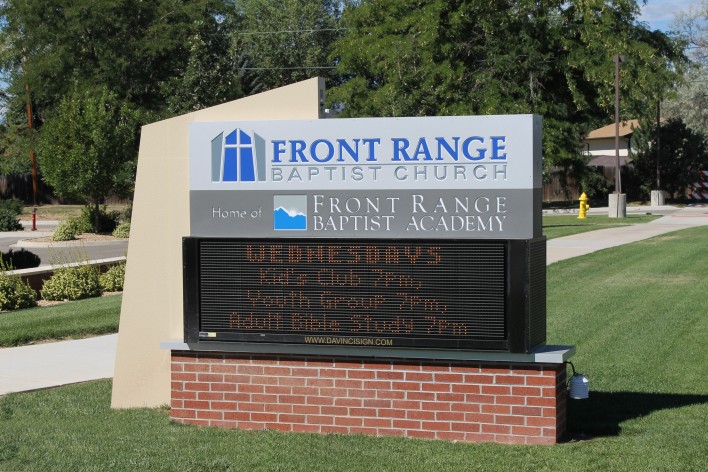 FRONT RANGE
BAPTIST CHURCH
Home of FRONT RANGE
BAPTIST ACADEMY
WEDNESDAYS
Kid's Club 7pm,
Youth Group 7pm,
Adult Bible Study 7pm
WWW.DAVINCISIGN.COM